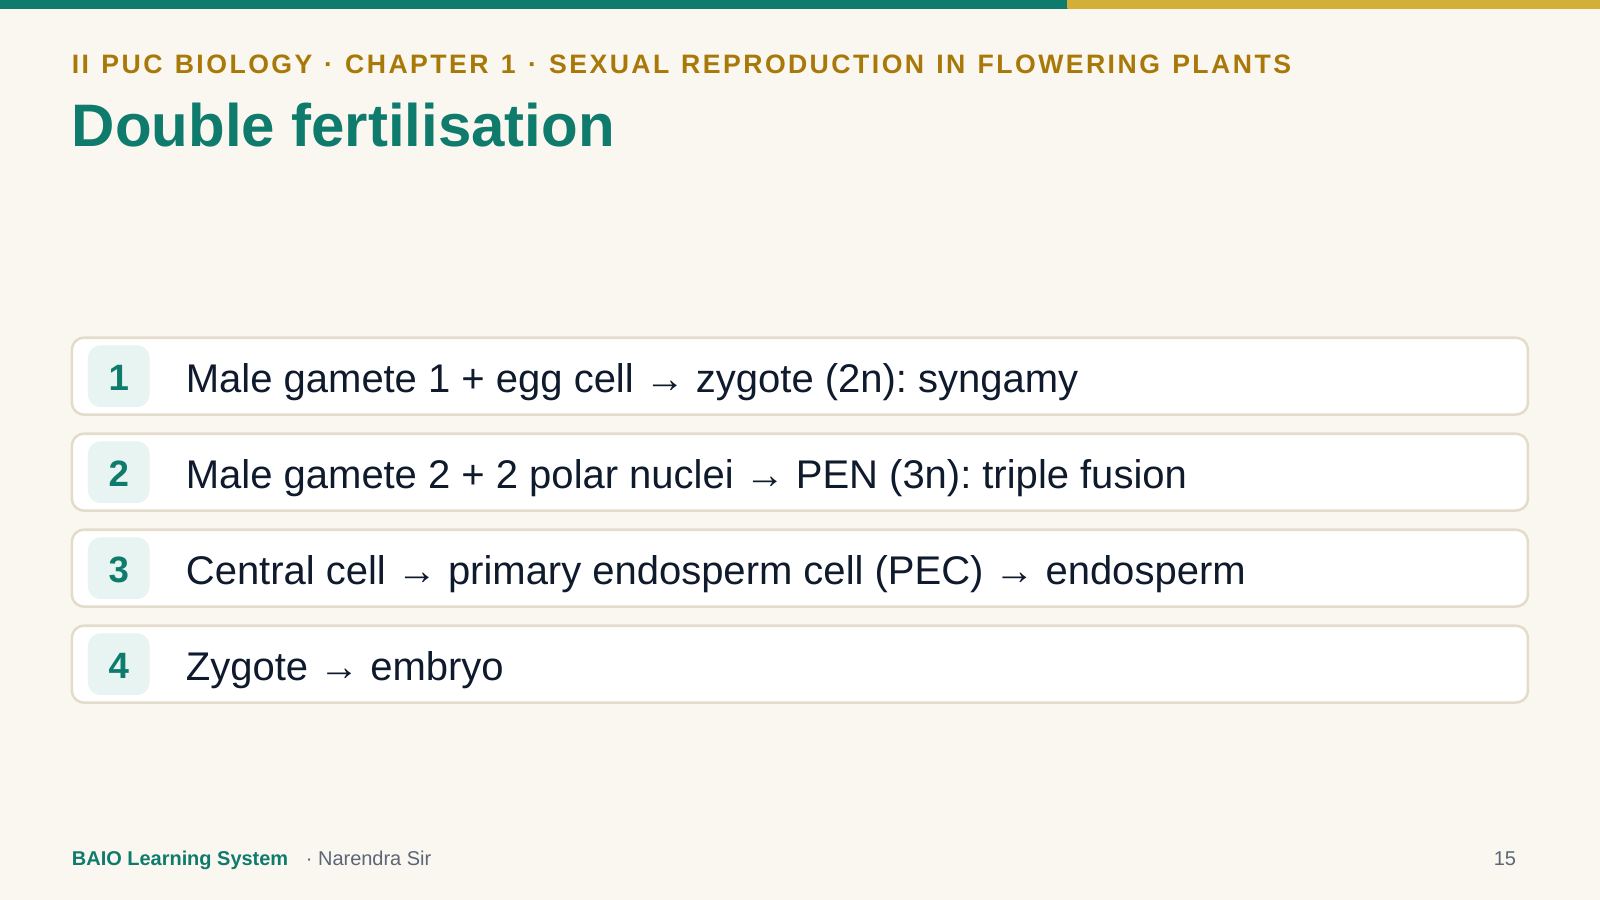 II PUC BIOLOGY · CHAPTER 1 · SEXUAL REPRODUCTION IN FLOWERING PLANTS
Double fertilisation
1 Male gamete 1 + egg cell → zygote (2n): syngamy
2 Male gamete 2 + 2 polar nuclei → PEN (3n): triple fusion
3 Central cell → primary endosperm cell (PEC) → endosperm
4 Zygote → embryo
BAIO Learning System · Narendra Sir 15